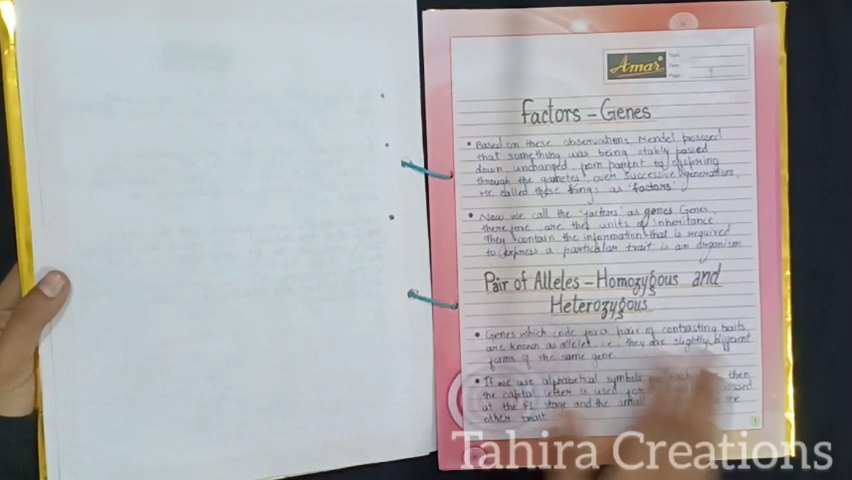 Amar
Factors - Genes
• Based on these observations, Mendel proposed
that something was being stably passed
down, unchanged, from parent to offspring
through the gametes, over successive generations,
He called these things as 'factors'
• Now we call the 'factors' as genes Genes,
therefore, are the units of inheritance
They contain the information that is required
to express a particular trait is an organism
Pair of Alleles - Homozygous and
Heterozygous
• Genes which code for a pair of contrasting traits
are known as alleles, i.e, they are slightly different
forms of the same gene
• If we use alphabetical symbols then
the capital letter is used for
at the F1 stage and the small the
other trait
Tahira Creations